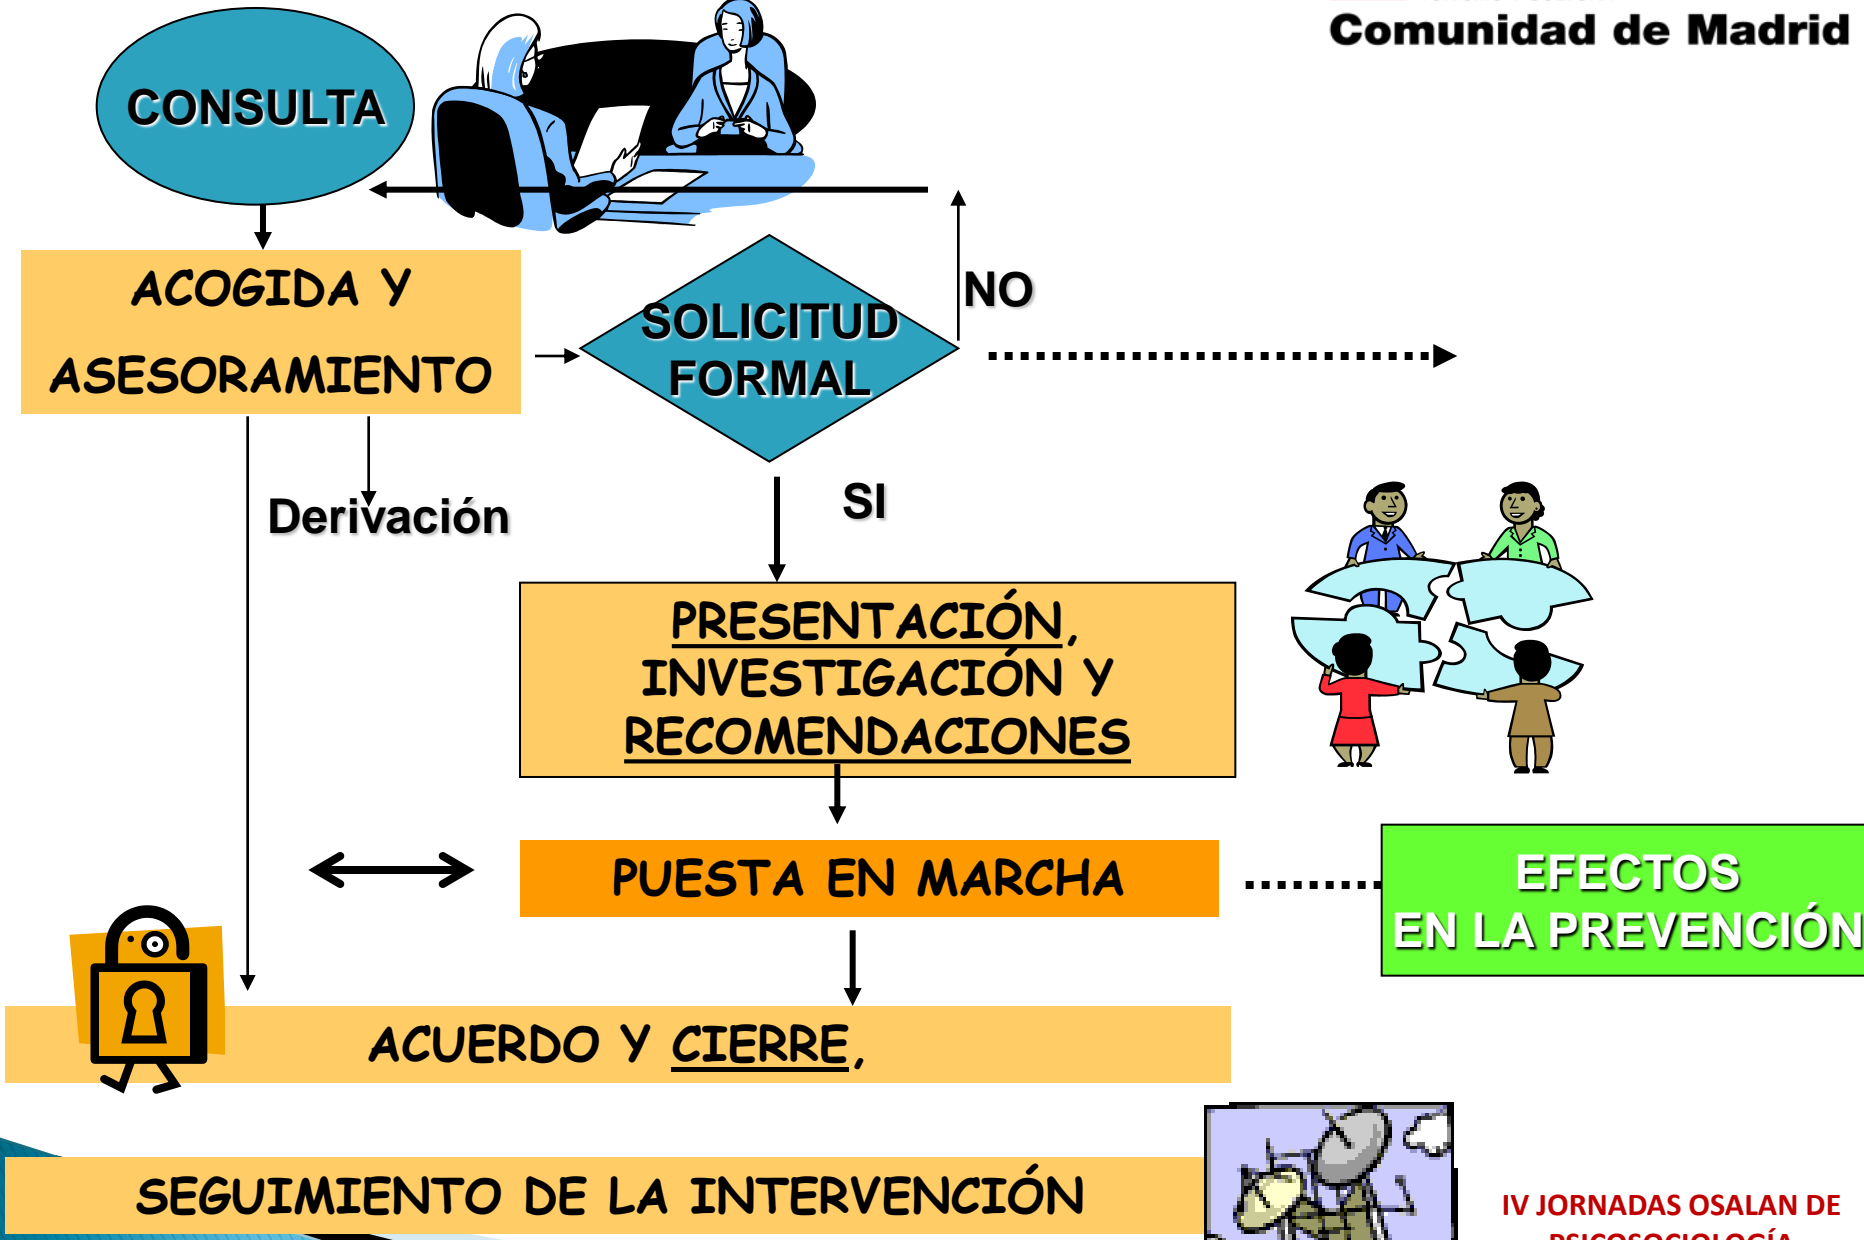 Comunidad de Madrid
CONSULTA
ACOGIDA Y
ASESORAMIENTO
SOLICITUD
FORMAL
NO
Derivación
SI
PRESENTACIÓN,
INVESTIGACIÓN Y
RECOMENDACIONES
PUESTA EN MARCHA
EFECTOS
EN LA PREVENCIÓN
ACUERDO Y CIERRE,
SEGUIMIENTO DE LA INTERVENCIÓN
IV JORNADAS OSALAN DE
PSICOSOCIOLOGÍA